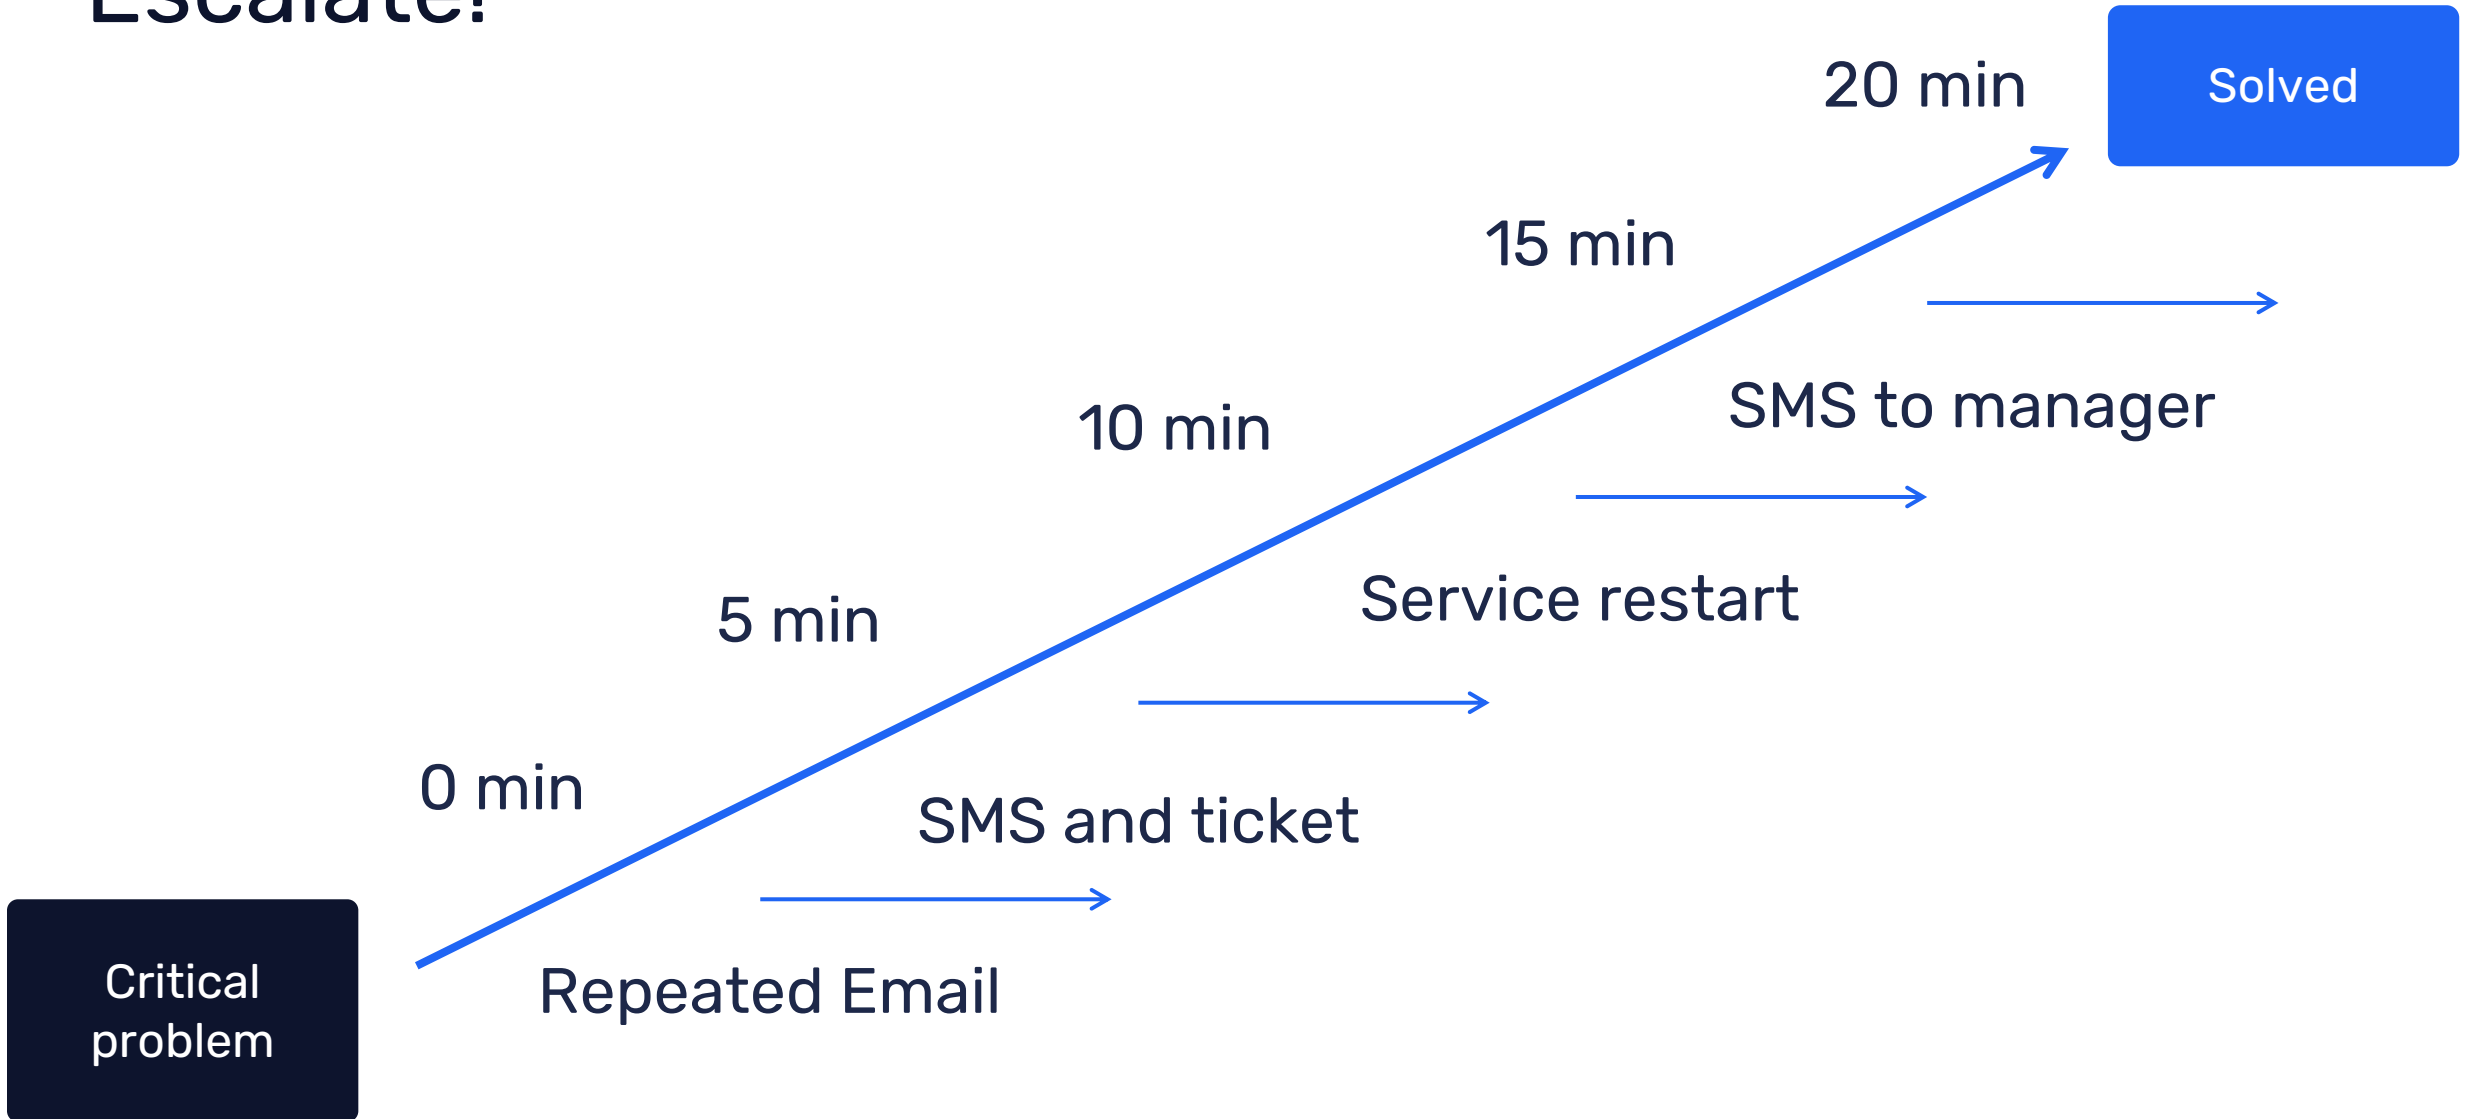 Escalate!
20 min
Solved
15 min
SMS to manager
10 min
Service restart
5 min
SMS and ticket
0 min
Repeated Email
Critical
problem